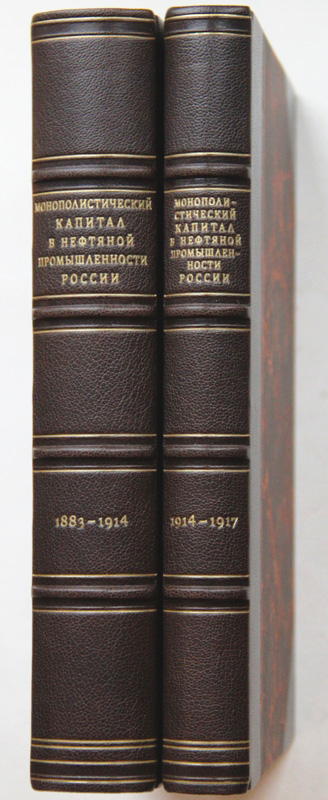 МОНОПОЛИСТИЧЕСКИЙ
КАПИТАЛ
В НЕФТЯНОЙ
ПРОМЫШЛЕННОСТИ
РОССИИ
1883–1914
МОНОПОЛИ-
СТИЧЕСКИЙ
КАПИТАЛ
В НЕФТЯНОЙ
ПРОМЫШЛЕН-
НОСТИ
РОССИИ
1914–1917